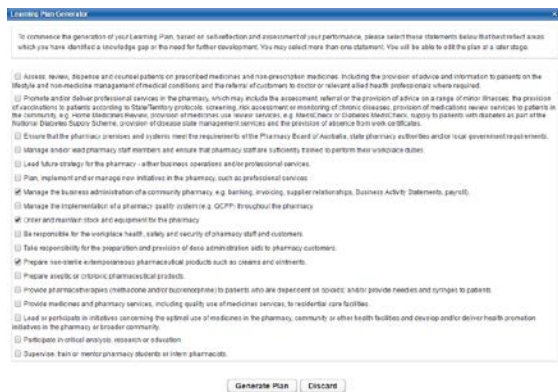 Learning Plan Generator
To commence the generation of your Learning Plan, based on self-reflection and assessment of your performance, please select those statements below that best reflect areas
which you have identified a knowledge gap or the need for further development. You may select more than one statement. You will be able to edit the plan at a later stage.
Assess, review, dispense and counsel patients on prescribed medicines and non-prescription medicines. Including the provision of advice and information to patients on the
lifestyle and non-medicine management of medical conditions and the referral of customers to doctor or relevant allied health professionals where required.
Promote and/or deliver professional services in the pharmacy, which may include the assessment, referral or the provision of advice on a range of minor illnesses, the provision
of vaccinations to patients according to State/Territory protocols, screening, risk assessment or monitoring of chronic diseases, provision of medications review services to patients in
the community, e.g. Home Medicines Review, provision of medicines use review services, e.g. MedsCheck or Diabetes MedsCheck, supply to patients with diabetes as part of the
National Diabetes Supply Scheme, provision of disease state management services and the provision of absence from work certificates.
Ensure that the pharmacy premises and systems meet the requirements of the Pharmacy Board of Australia, state pharmacy authorities and/or local government requirements.
Manage and/or lead pharmacy staff members and ensure that pharmacy staff are sufficiently trained to perform their workplace duties.
Lead future strategy for the pharmacy - either business operations and/or professional services.
Plan, implement and/or manage new initiatives in the pharmacy, such as professional services.
Manage the business administration of a community pharmacy, e.g. banking, invoicing, supplier relationships, Business Activity Statements, payroll.
Manage the implementation of a pharmacy quality system (e.g. QCPP) throughout the pharmacy.
Order and maintain stock and equipment for the pharmacy.
Be responsible for the workplace health, safety and security of pharmacy staff and customers.
Take responsibility for the preparation and provision of dose administration aids to pharmacy customers.
Prepare non-sterile extemporaneous pharmaceutical products such as creams and ointments.
Prepare aseptic or cytotoxic pharmaceutical products.
Provide pharmacotherapies (methadone and/or buprenorphine) to patients who are dependent on opioids; and/or provide needles and syringes to patients.
Provide medicines and pharmacy services, including quality use of medicines services, to residential care facilities.
Lead or participate in initiatives concerning the optimal use of medicines in the pharmacy, community or other health facilities and develop and/or deliver health promotion
initiatives in the pharmacy or broader community.
Participate in critical analysis, research or education.
Supervise, train or mentor pharmacy students or intern pharmacists.
Generate Plan Discard